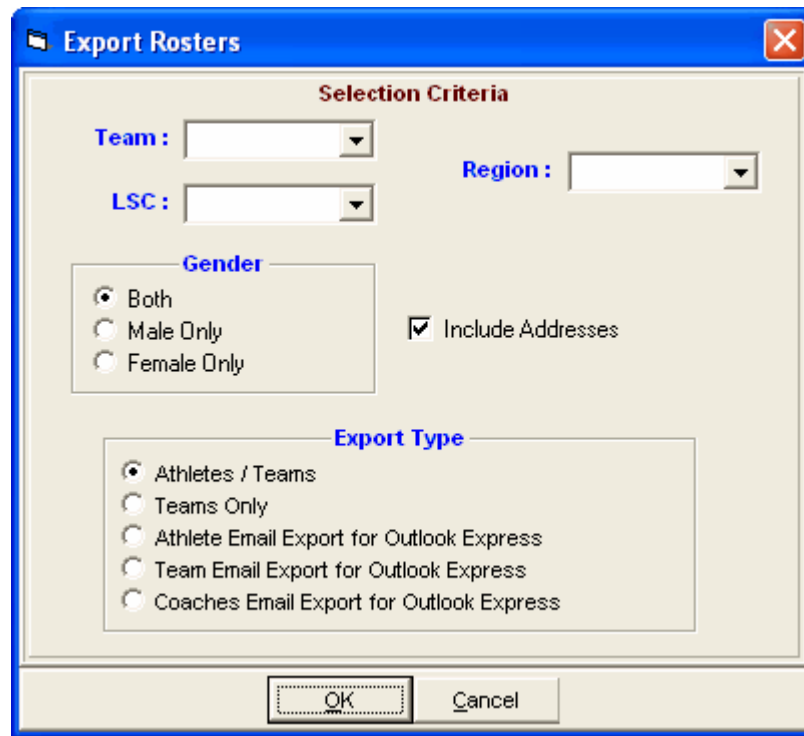 Export Rosters
Selection Criteria
Team :
Region :
LSC :
Gender
Both
Male Only
Female Only
Include Addresses
Export Type
Athletes / Teams
Teams Only
Athlete Email Export for Outlook Express
Team Email Export for Outlook Express
Coaches Email Export for Outlook Express
OK Cancel